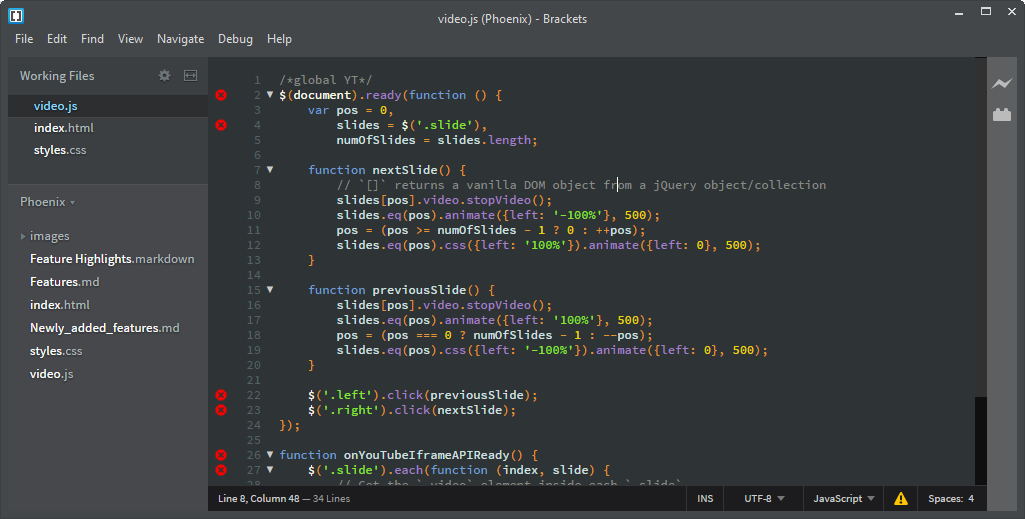 video.js (Phoenix) - Brackets
File Edit Find View Navigate Debug Help
Working Files
video.js
index.html
styles.css
Phoenix
images
Feature Highlights.markdown
Features.md
index.html
Newly_added_features.md
styles.css
video.js
1 /*global YT*/
2 $(document).ready(function () {
3     var pos = 0,
4         slides = $('.slide'),
5         numOfSlides = slides.length;
6
7     function nextSlide() {
8         // `[]` returns a vanilla DOM object from a jQuery object/collection
9         slides[pos].video.stopVideo();
10         slides.eq(pos).animate({left: '-100%'}, 500);
11         pos = (pos >= numOfSlides - 1 ? 0 : ++pos);
12         slides.eq(pos).css({left: '100%'}).animate({left: 0}, 500);
13     }
14
15     function previousSlide() {
16         slides[pos].video.stopVideo();
17         slides.eq(pos).animate({left: '100%'}, 500);
18         pos = (pos === 0 ? numOfSlides - 1 : --pos);
19         slides.eq(pos).css({left: '-100%'}).animate({left: 0}, 500);
20     }
21
22     $('.left').click(previousSlide);
23     $('.right').click(nextSlide);
24 });
25
26 function onYouTubeIframeAPIReady() {
27     $('.slide').each(function (index, slide) {
28         // Get the `.video` element inside each `.slide`
Line 8, Column 48 — 34 Lines INS UTF-8 JavaScript Spaces: 4